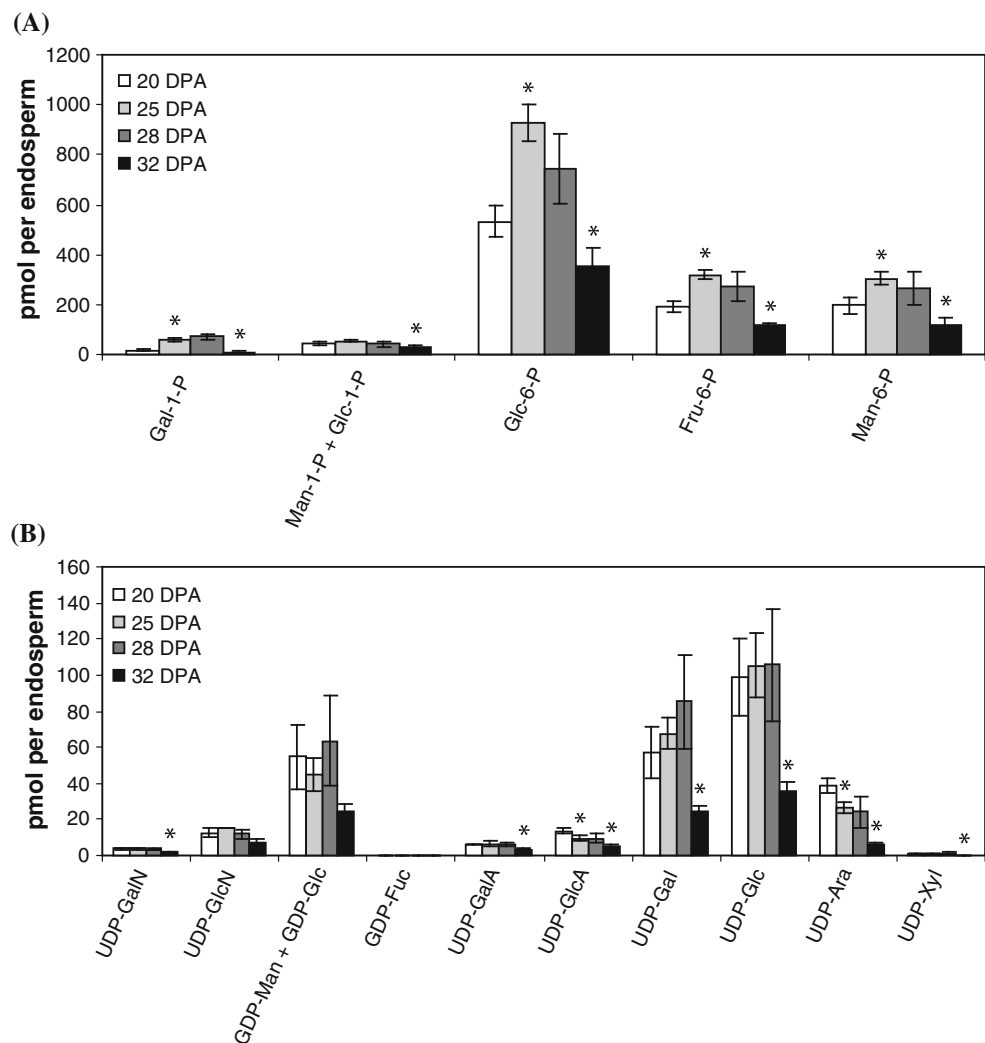 (A)
pmol per endosperm
1200
1000
800
600
400
200
0
20 DPA
25 DPA
28 DPA
32 DPA
* * * * * * * * *
Gal-1-P
Man-1-P + Glc-1-P
Glc-6-P
Fru-6-P
Man-6-P
(B)
pmol per endosperm
160
140
120
100
80
60
40
20
0
20 DPA
25 DPA
28 DPA
32 DPA
* * * * * * * * *
UDP-GalN
UDP-GlcN
GDP-Man + GDP-Glc
GDP-Fuc
UDP-GalA
UDP-GlcA
UDP-Gal
UDP-Glc
UDP-Ara
UDP-Xyl